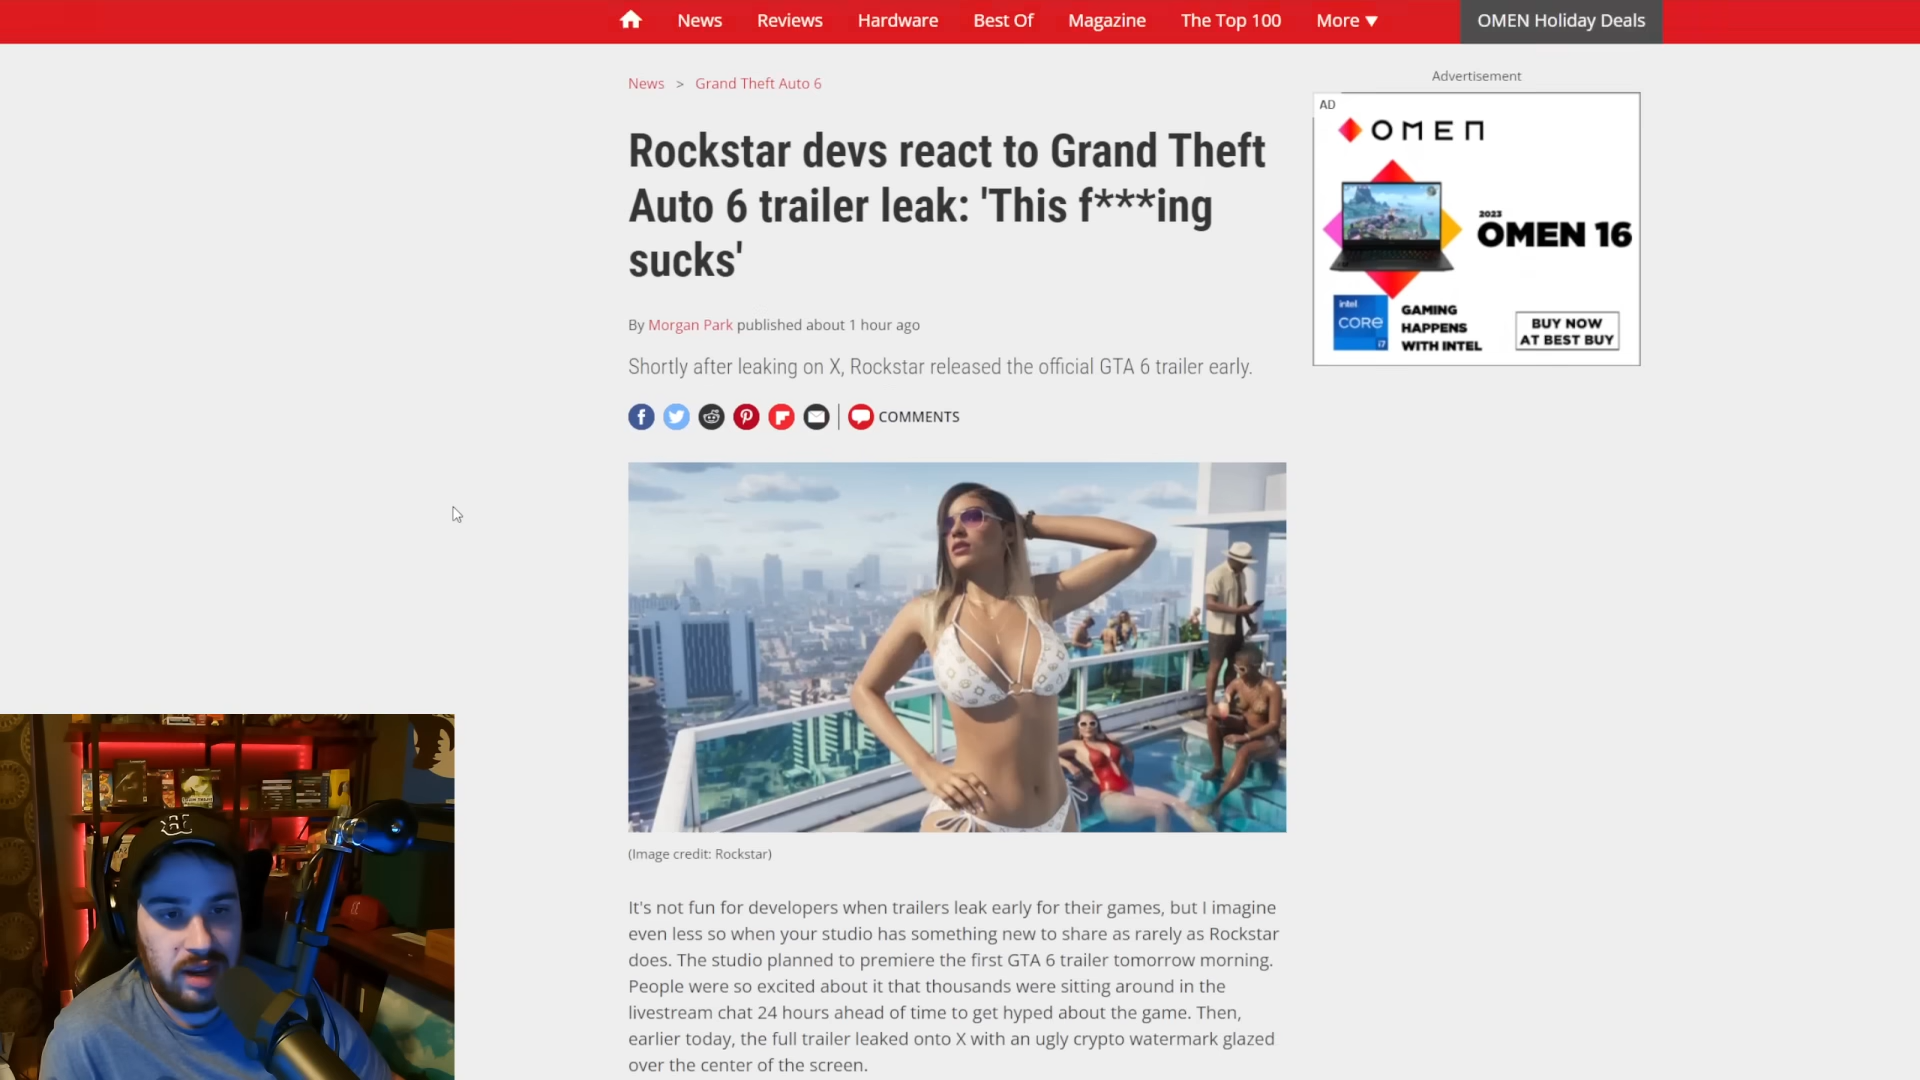 News
Reviews
Hardware
Best Of
Magazine
The Top 100
More ▼
OMEN Holiday Deals
News > Grand Theft Auto 6
Rockstar devs react to Grand Theft
Auto 6 trailer leak: 'This f***ing
sucks'
By Morgan Park published about 1 hour ago
Shortly after leaking on X, Rockstar released the official GTA 6 trailer early.
COMMENTS
(Image credit: Rockstar)
It's not fun for developers when trailers leak early for their games, but I imagine
even less so when your studio has something new to share as rarely as Rockstar
does. The studio planned to premiere the first GTA 6 trailer tomorrow morning.
People were so excited about it that thousands were sitting around in the
livestream chat 24 hours ahead of time to get hyped about the game. Then,
earlier today, the full trailer leaked onto X with an ugly crypto watermark glazed
over the center of the screen.
Advertisement
AD
OMEN
2023
OMEN 16
intel
CORE
i7
GAMING
HAPPENS
WITH INTEL
BUY NOW
AT BEST BUY